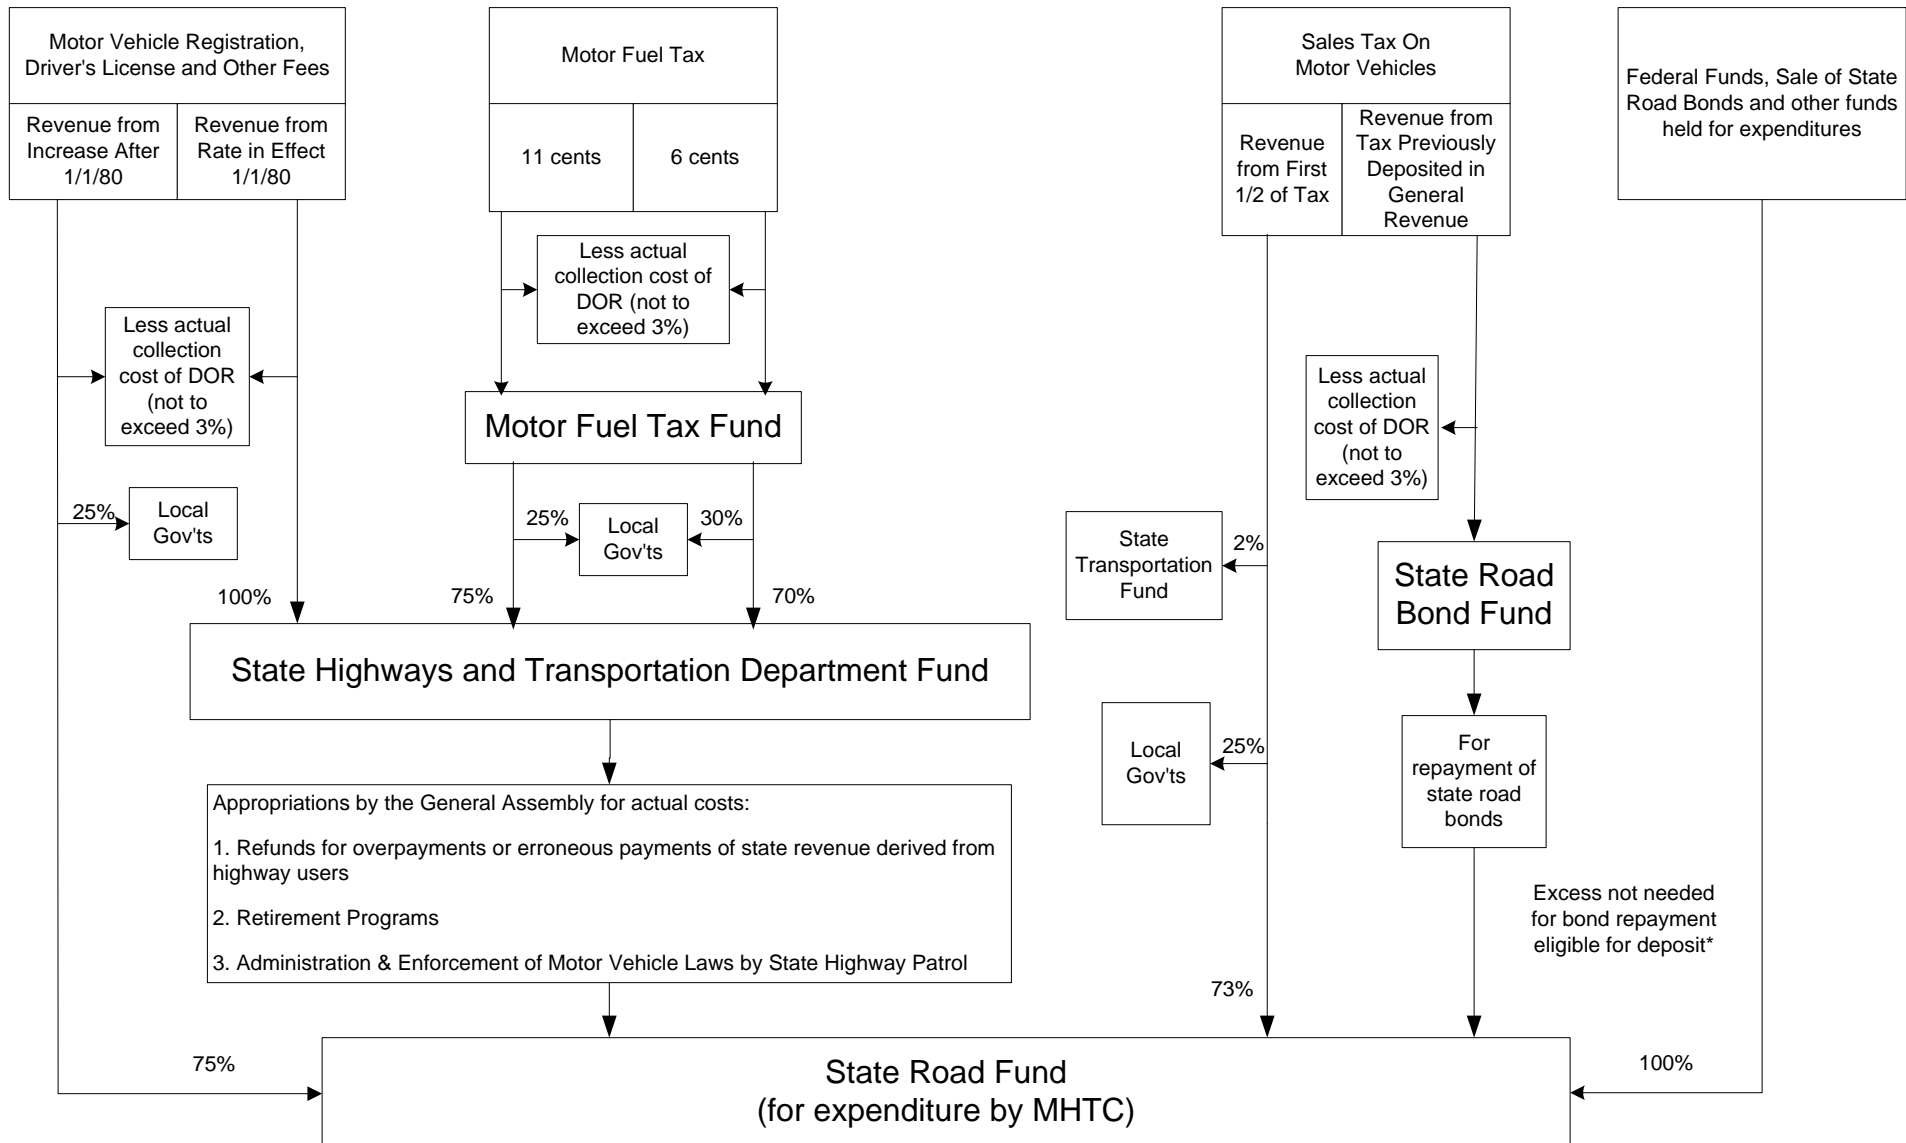 Motor Vehicle Registration,
Driver's License and Other Fees
Revenue from
Increase After
1/1/80
Revenue from
Rate in Effect
1/1/80
Motor Fuel Tax
11 cents
6 cents
Sales Tax On
Motor Vehicles
Revenue
from First
1/2 of Tax
Revenue from
Tax Previously
Deposited in
General
Revenue
Federal Funds, Sale of State
Road Bonds and other funds
held for expenditures
Less actual
collection
cost of DOR
(not to
exceed 3%)
Less actual
collection cost of
DOR (not to
exceed 3%)
Less actual
collection
cost of DOR
(not to
exceed 3%)
Motor Fuel Tax Fund
25%
Local
Gov'ts
25%
Local
Gov'ts
30%
100%
75%
70%
State
Transportation
Fund
2%
State Road
Bond Fund
State Highways and Transportation Department Fund
Local
Gov'ts
25%
For
repayment of
state road
bonds
Appropriations by the General Assembly for actual costs:
1. Refunds for overpayments or erroneous payments of state revenue derived from
highway users
2. Retirement Programs
3. Administration & Enforcement of Motor Vehicle Laws by State Highway Patrol
Excess not needed
for bond repayment
eligible for deposit*
73%
75%
State Road Fund
(for expenditure by MHTC)
100%